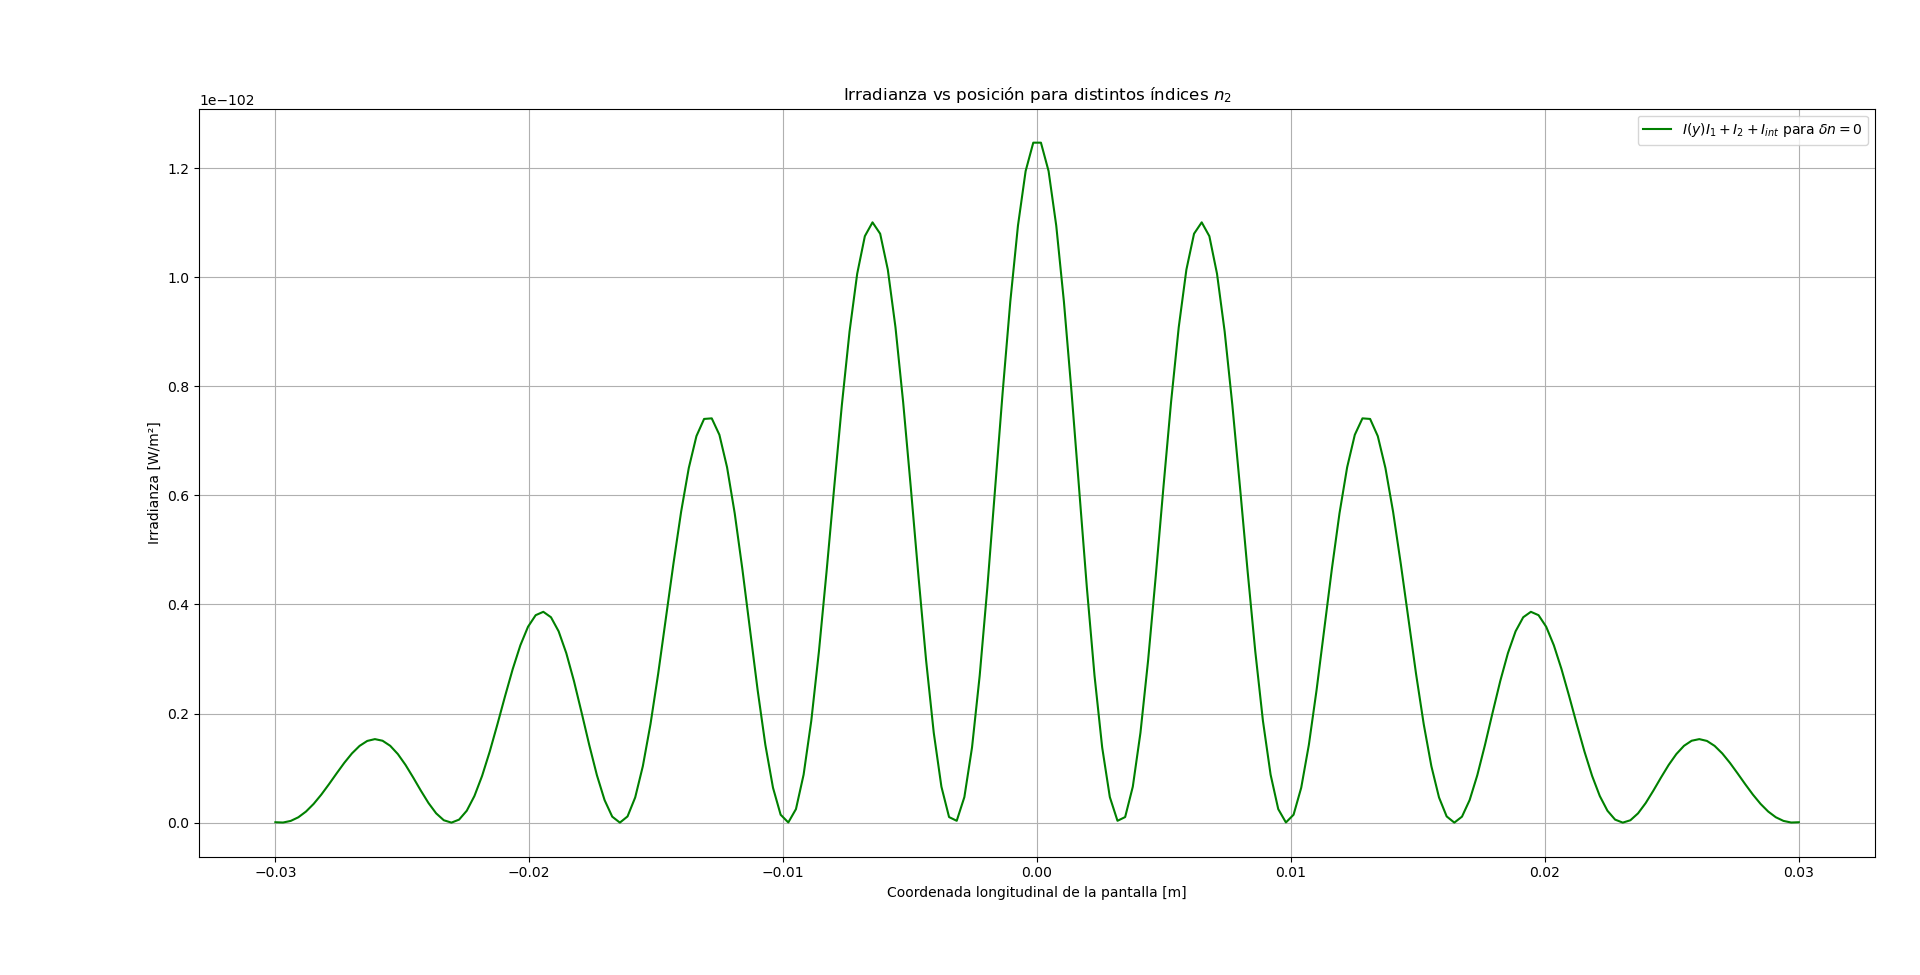 Irradianza vs posición para distintos índices n₂
1e−102
I(y)I₁ + I₂ + I_int para δn = 0
1.2
1.0
0.8
0.6
0.4
0.2
0.0
Irradianza [W/m²]
−0.03 −0.02 −0.01 0.00 0.01 0.02 0.03
Coordenada longitudinal de la pantalla [m]